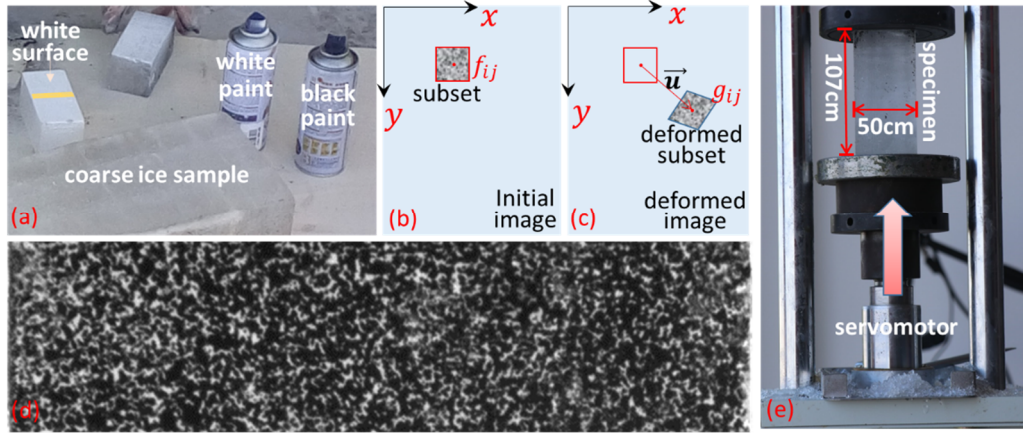 white
surface
white
paint
black
paint
coarse ice sample
(a)
x
y
f_ij
subset
Initial
image
(b)
x
y
u
g_ij
deformed
subset
deformed
image
(c)
(d)
107cm
50cm
specimen
servomotor
(e)